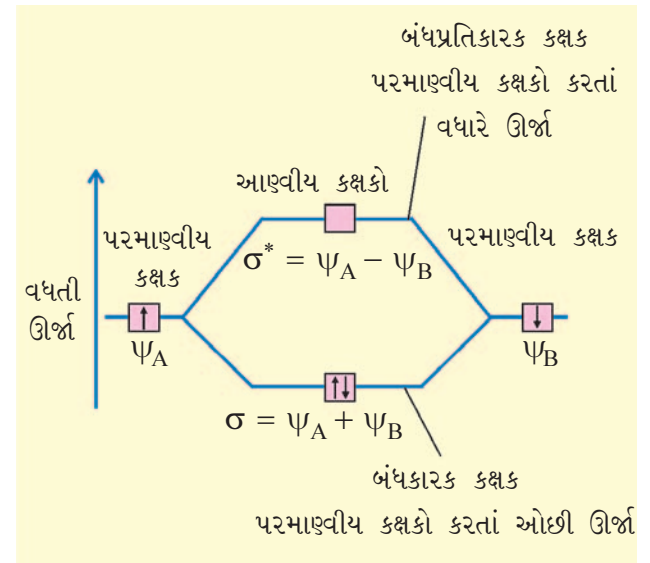 બંધપ્રતિકારક કક્ષક
પરમાણ્વીય કક્ષકો કરતાં
વધારે ઊર્જા
આણ્વીય કક્ષકો
પરમાણ્વીય
કક્ષક
પરમાણ્વીય કક્ષક
σ* = ψA – ψB
વધતી
ઊર્જા
↑
↓
ψA
ψB
↑↓
σ = ψA + ψB
બંધકારક કક્ષક
પરમાણ્વીય કક્ષકો કરતાં ઓછી ઊર્જા